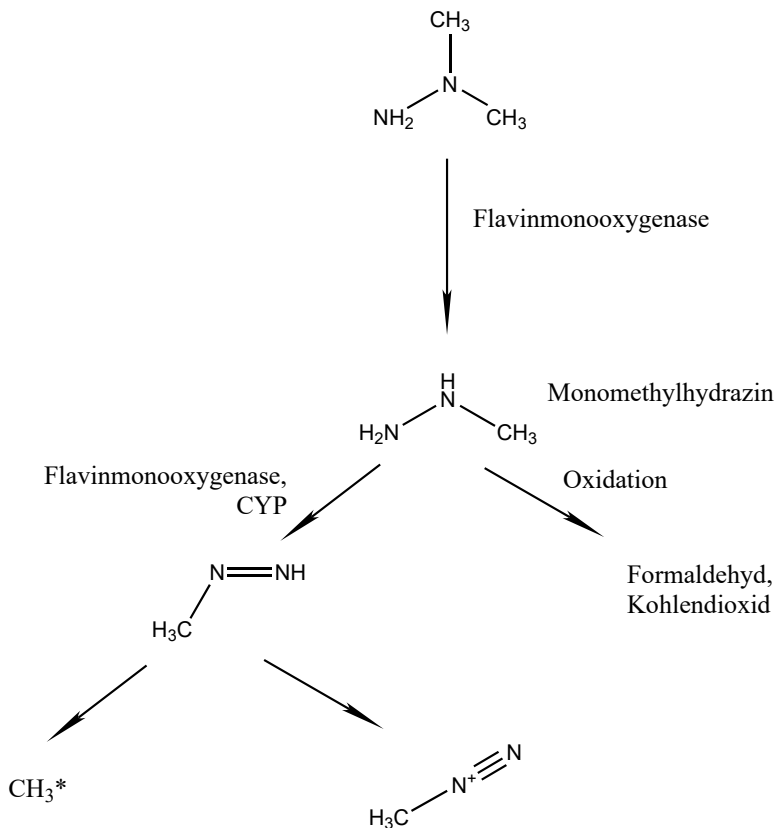 CH3
N
NH2
CH3
Flavinmonooxygenase
H
N
Monomethylhydrazin
H2N
CH3
Flavinmonooxygenase,
CYP
Oxidation
N
NH
Formaldehyd,
Kohlendioxid
H3C
N
CH3*
N+
H3C